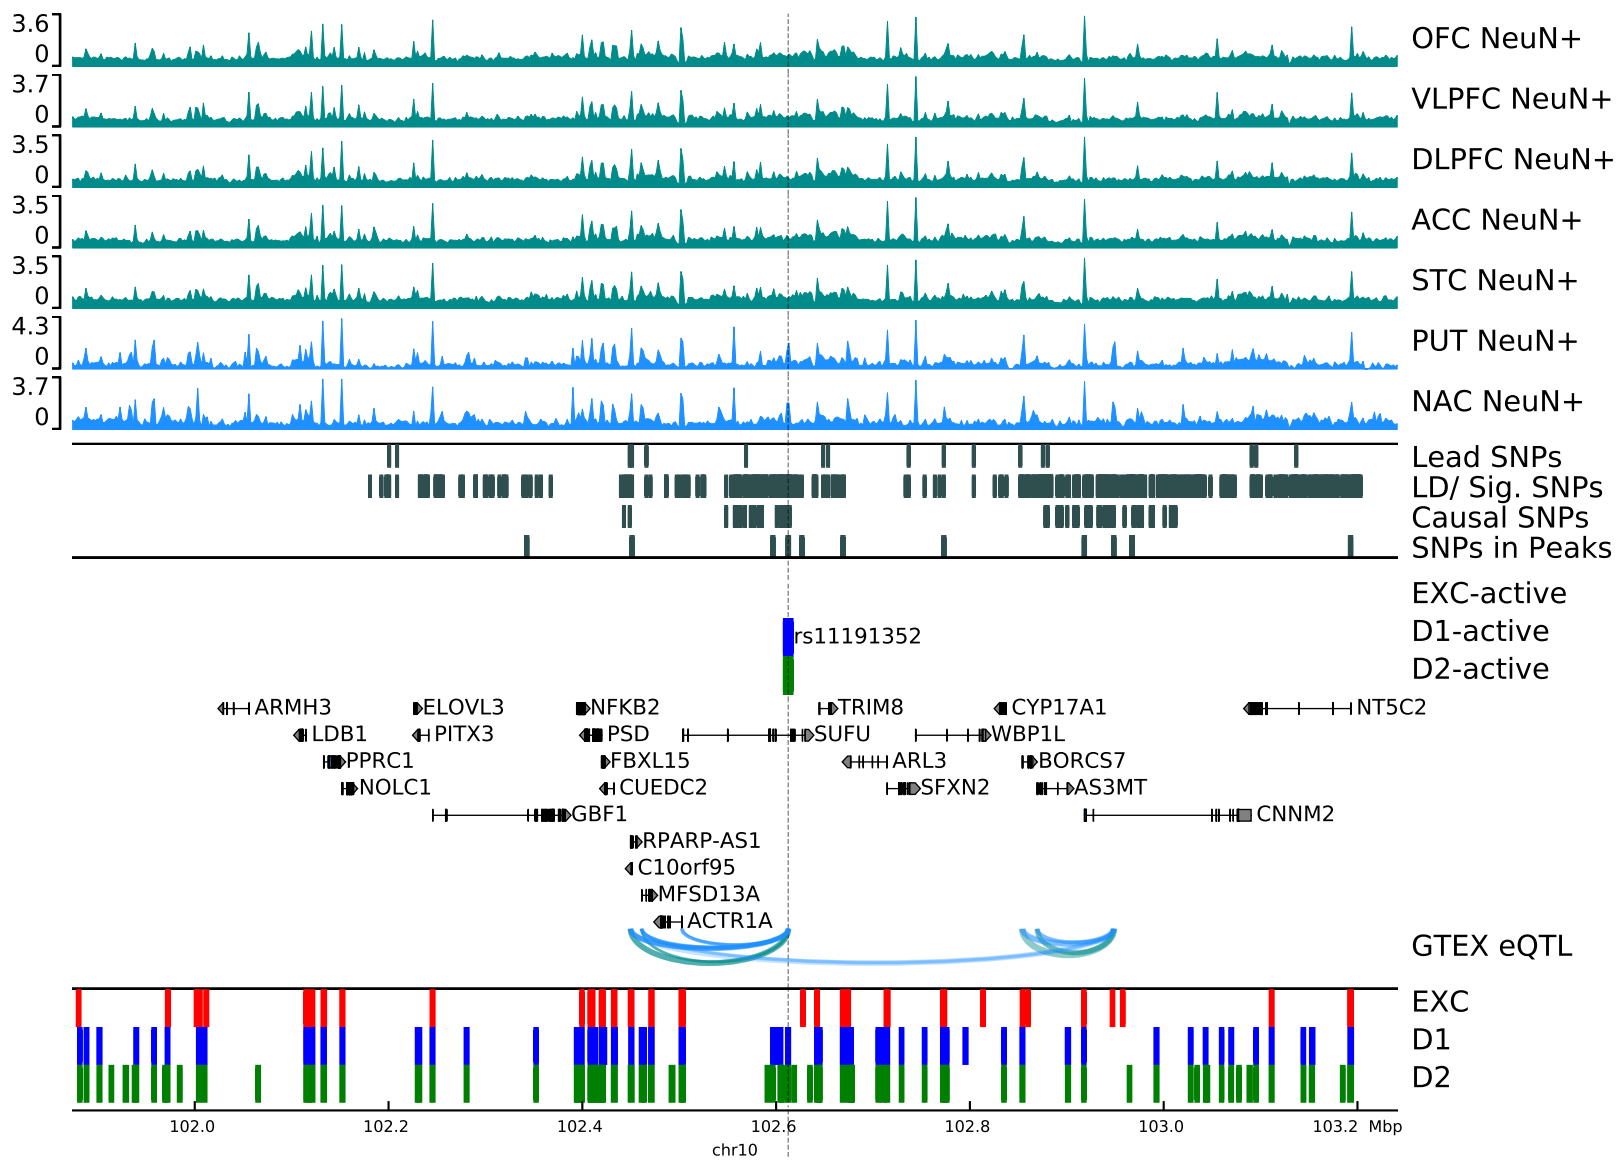 3.6
0
OFC NeuN+
3.7
0
VLPFC NeuN+
3.5
0
DLPFC NeuN+
3.5
0
ACC NeuN+
3.5
0
STC NeuN+
4.3
0
PUT NeuN+
3.7
0
NAC NeuN+
Lead SNPs
LD/ Sig. SNPs
Causal SNPs
SNPs in Peaks
EXC-active
rs11191352
D1-active
D2-active
ARMH3 ELOVL3 NFKB2 TRIM8 CYP17A1 NT5C2
LDB1 PITX3 PSD SUFU WBP1L
PPRC1 FBXL15 ARL3 BORCS7
NOLC1 CUEDC2 SFXN2 AS3MT
GBF1 CNNM2
RPARP-AS1
C10orf95
MFSD13A
ACTR1A
GTEX eQTL
EXC
D1
D2
102.0 102.2 102.4 102.6 102.8 103.0 103.2 Mbp
chr10